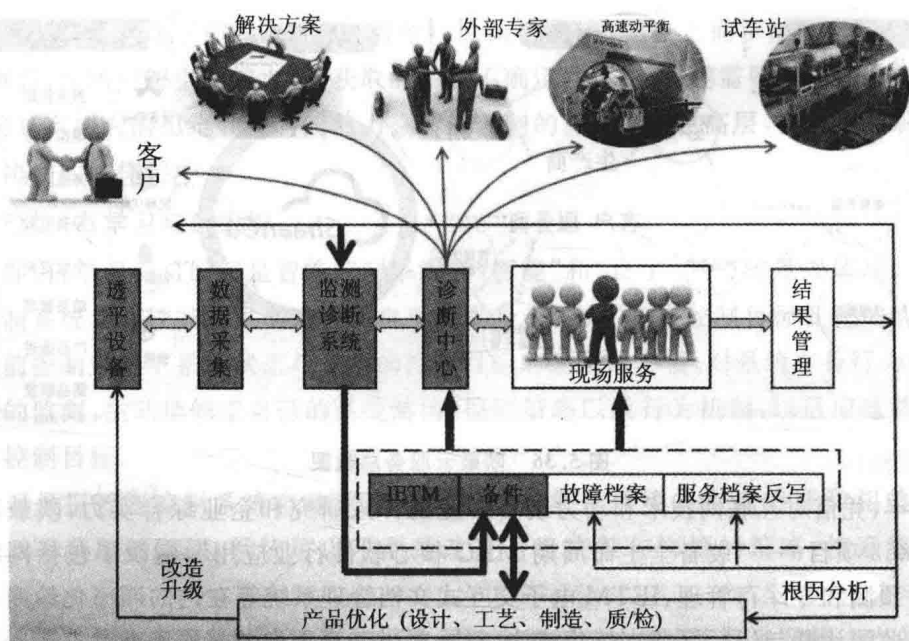 解决方案
外部专家
高速动平衡
试车站
客户
透平设备
数据采集
监测诊断系统
诊断中心
现场服务
结果管理
IETM
备件
故障档案
服务档案反写
改造升级
根因分析
产品优化 (设计、工艺、制造、质/检)